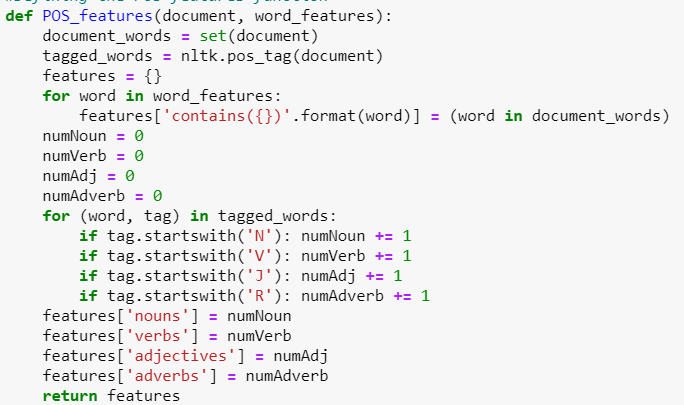 def POS_features(document, word_features):
    document_words = set(document)
    tagged_words = nltk.pos_tag(document)
    features = {}
    for word in word_features:
        features['contains({})'.format(word)] = (word in document_words)
    numNoun = 0
    numVerb = 0
    numAdj = 0
    numAdverb = 0
    for (word, tag) in tagged_words:
        if tag.startswith('N'): numNoun += 1
        if tag.startswith('V'): numVerb += 1
        if tag.startswith('J'): numAdj += 1
        if tag.startswith('R'): numAdverb += 1
    features['nouns'] = numNoun
    features['verbs'] = numVerb
    features['adjectives'] = numAdj
    features['adverbs'] = numAdverb
    return features